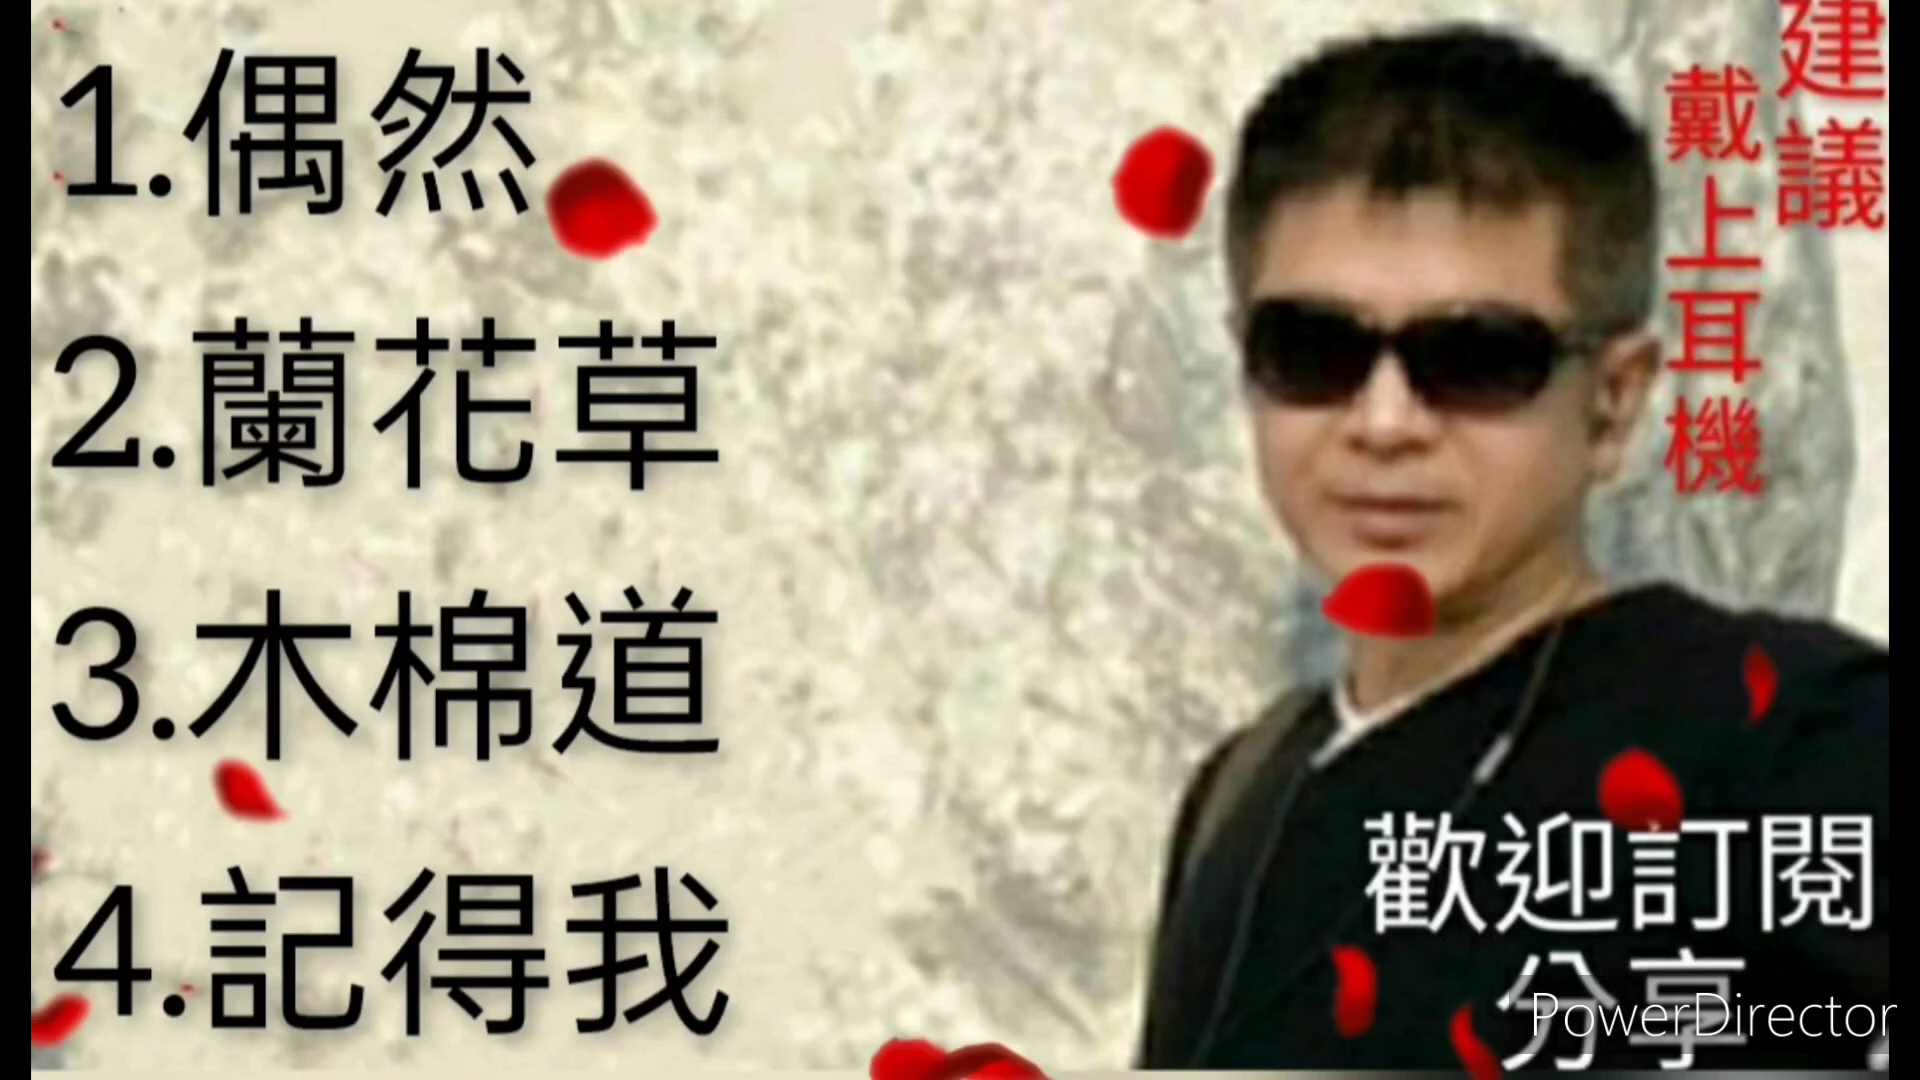 1.偶然
2.蘭花草
3.木棉道
4.記得我
建議
戴上耳機
歡迎訂閱
分享
PowerDirector